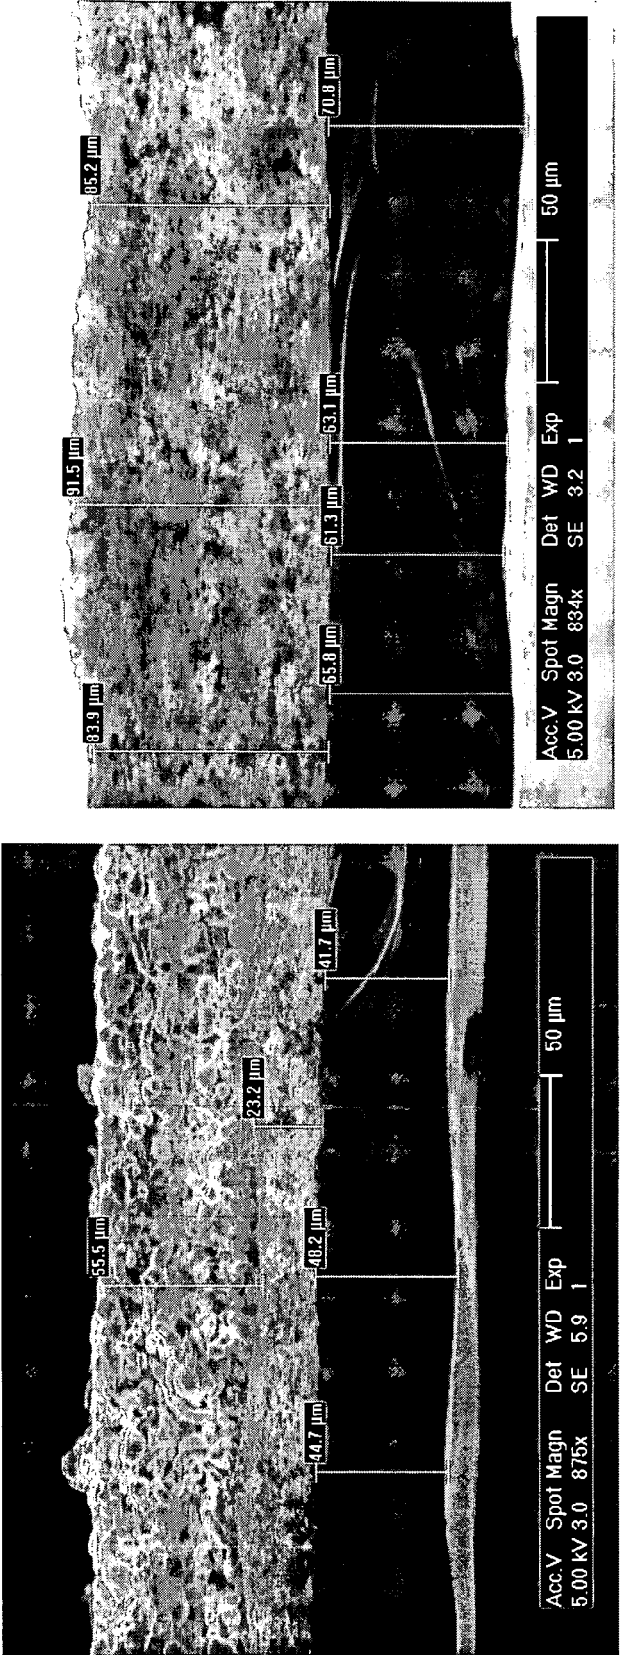 83.9 µm
91.5 µm
85.2 µm
65.8 µm
61.3 µm
63.1 µm
70.8 µm
Acc.V Spot Magn Det WD Exp 50 µm
5.00 kV 3.0 834x SE 3.2 1
55.5 µm
23.2 µm
44.7 µm
48.2 µm
41.7 µm
Acc.V Spot Magn Det WD Exp 50 µm
5.00 kV 3.0 875x SE 5.9 1